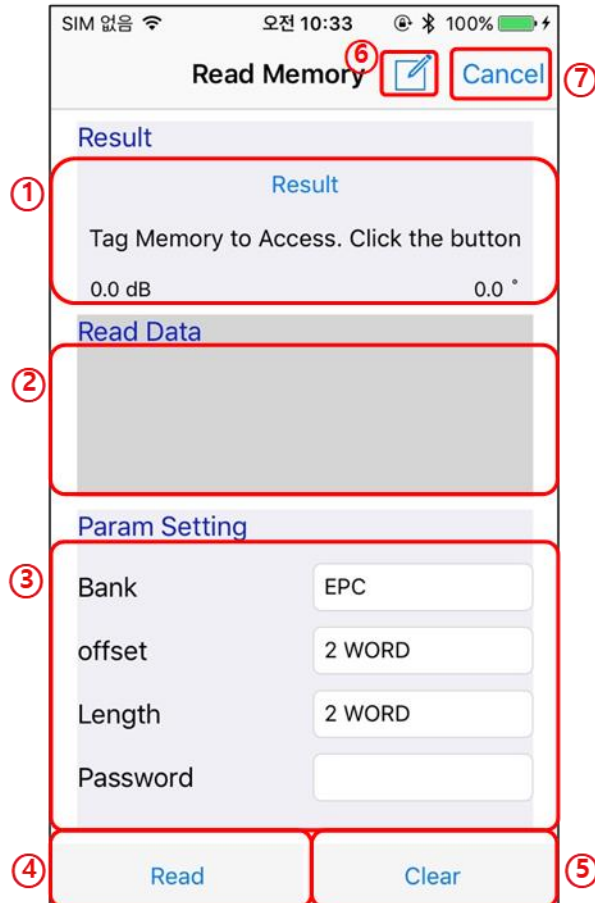 SIM 없음 오전 10:33 100%
⑥
Read Memory Cancel ⑦
Result
① Result
Tag Memory to Access. Click the button
0.0 dB 0.0 °
Read Data
②
Param Setting
③
Bank EPC
offset 2 WORD
Length 2 WORD
Password
④ Read Clear ⑤